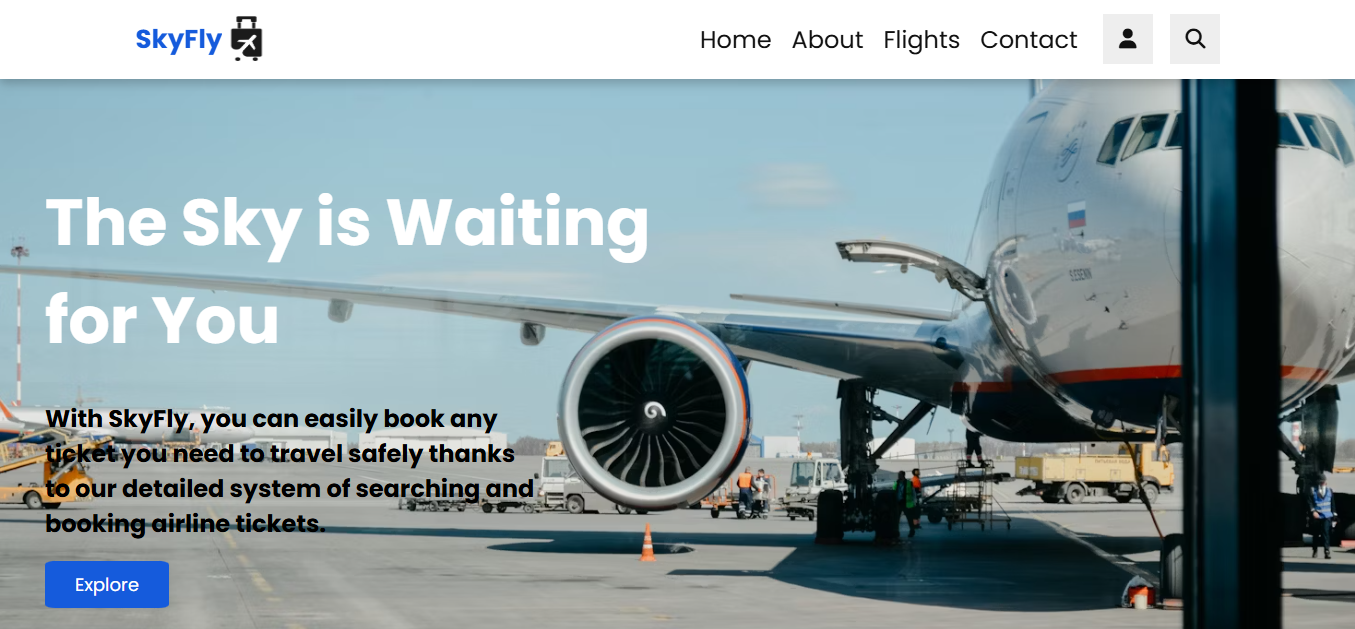 SkyFly
Home About Flights Contact
The Sky is Waiting
for You
With SkyFly, you can easily book any
ticket you need to travel safely thanks
to our detailed system of searching and
booking airline tickets.
Explore